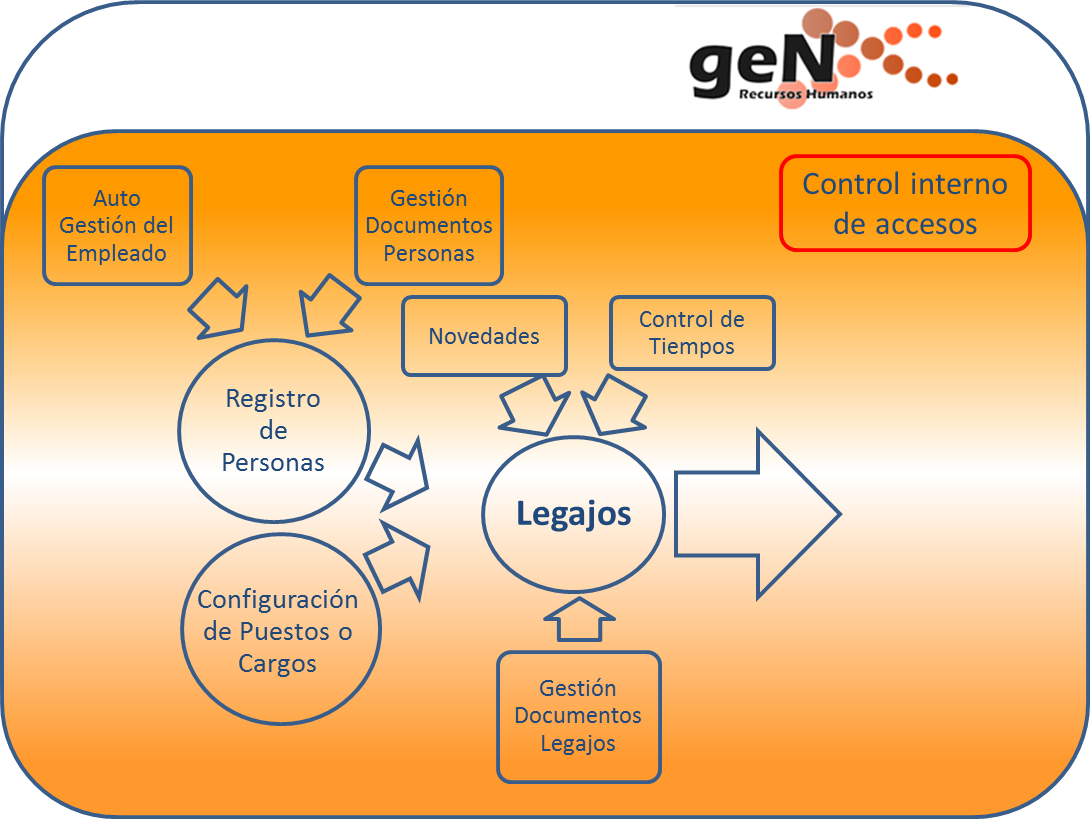 geN
Recursos Humanos
Auto
Gestión del
Empleado
Gestión
Documentos
Personas
Control interno
de accesos
Novedades
Control de
Tiempos
Registro
de
Personas
Legajos
Configuración
de Puestos o
Cargos
Gestión
Documentos
Legajos